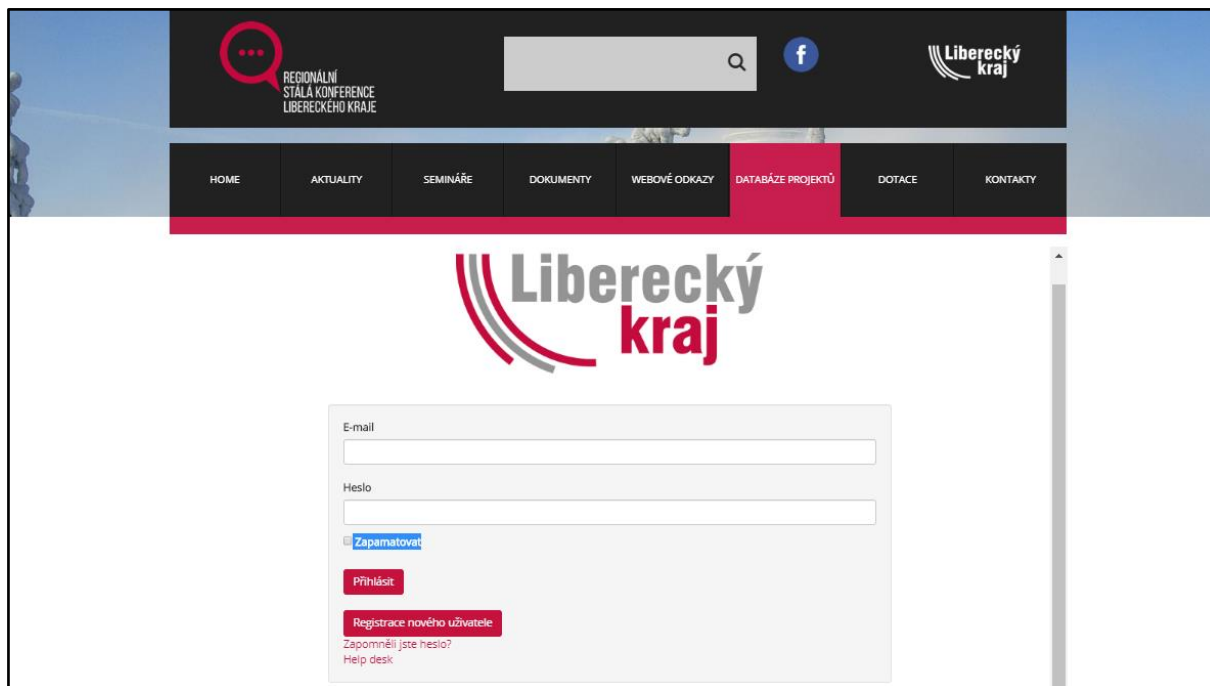 REGIONÁLNÍ
STÁLÁ KONFERENCE
LIBERECKÉHO KRAJE
f
Liberecký
kraj
HOME AKTUALITY SEMINÁŘE DOKUMENTY WEBOVÉ ODKAZY DATABÁZE PROJEKTŮ DOTACE KONTAKTY
Liberecký
kraj
E-mail
Heslo
Zapamatovat
Přihlásit
Registrace nového uživatele
Zapomněli jste heslo?
Help desk